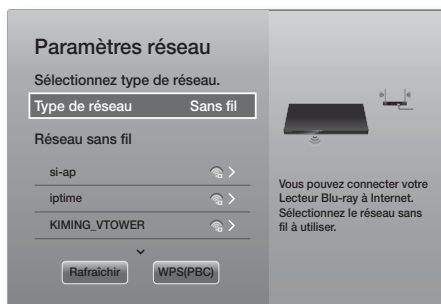 Paramètres réseau
Sélectionnez type de réseau.
Type de réseau Sans fil
Réseau sans fil
si-ap
iptime
KIMING_VTOWER
Rafraîchir WPS(PBC)
Vous pouvez connecter votre
Lecteur Blu-ray à Internet.
Sélectionnez le réseau sans
fil à utiliser.